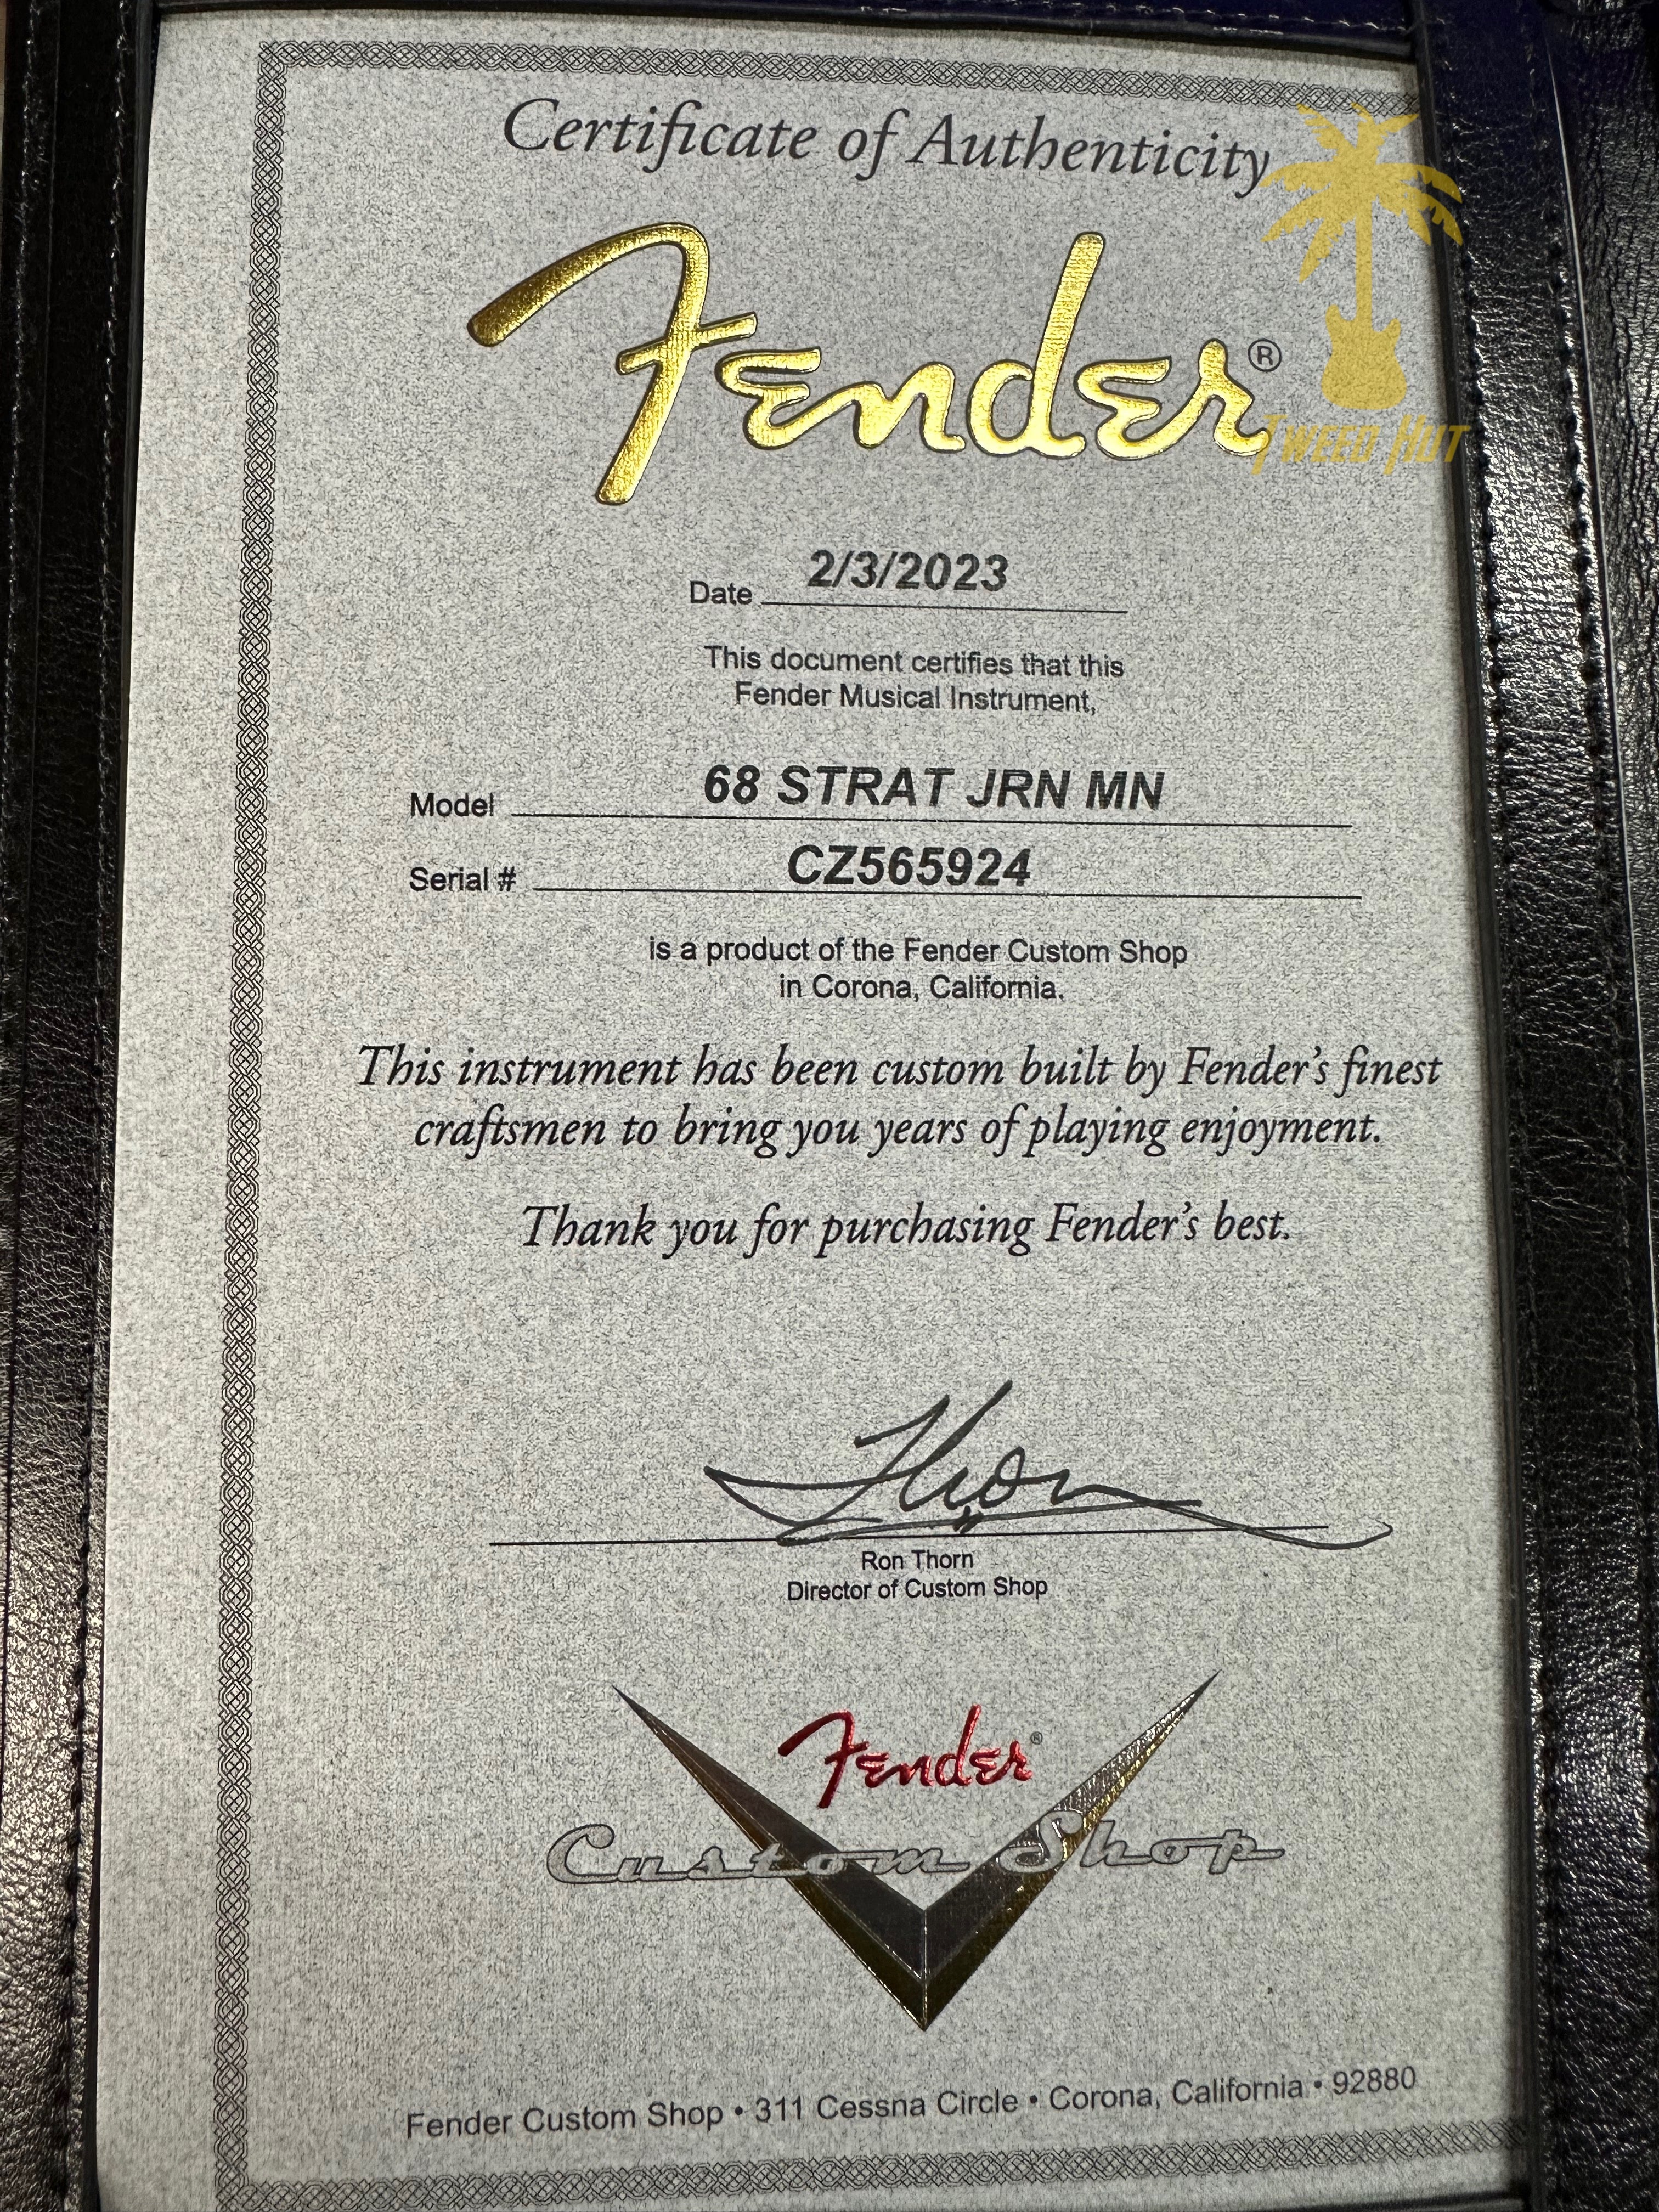 Certificate of Authenticity
Fender®
TWEED HUT
Date 2/3/2023
This document certifies that this
Fender Musical Instrument,
Model 68 STRAT JRN MN
Serial # CZ565924
is a product of the Fender Custom Shop
in Corona, California.
This instrument has been custom built by Fender's finest
craftsmen to bring you years of playing enjoyment.
Thank you for purchasing Fender's best.
Thorn
Ron Thorn
Director of Custom Shop
Fender®
Custom Shop
Fender Custom Shop • 311 Cessna Circle • Corona, California • 92880